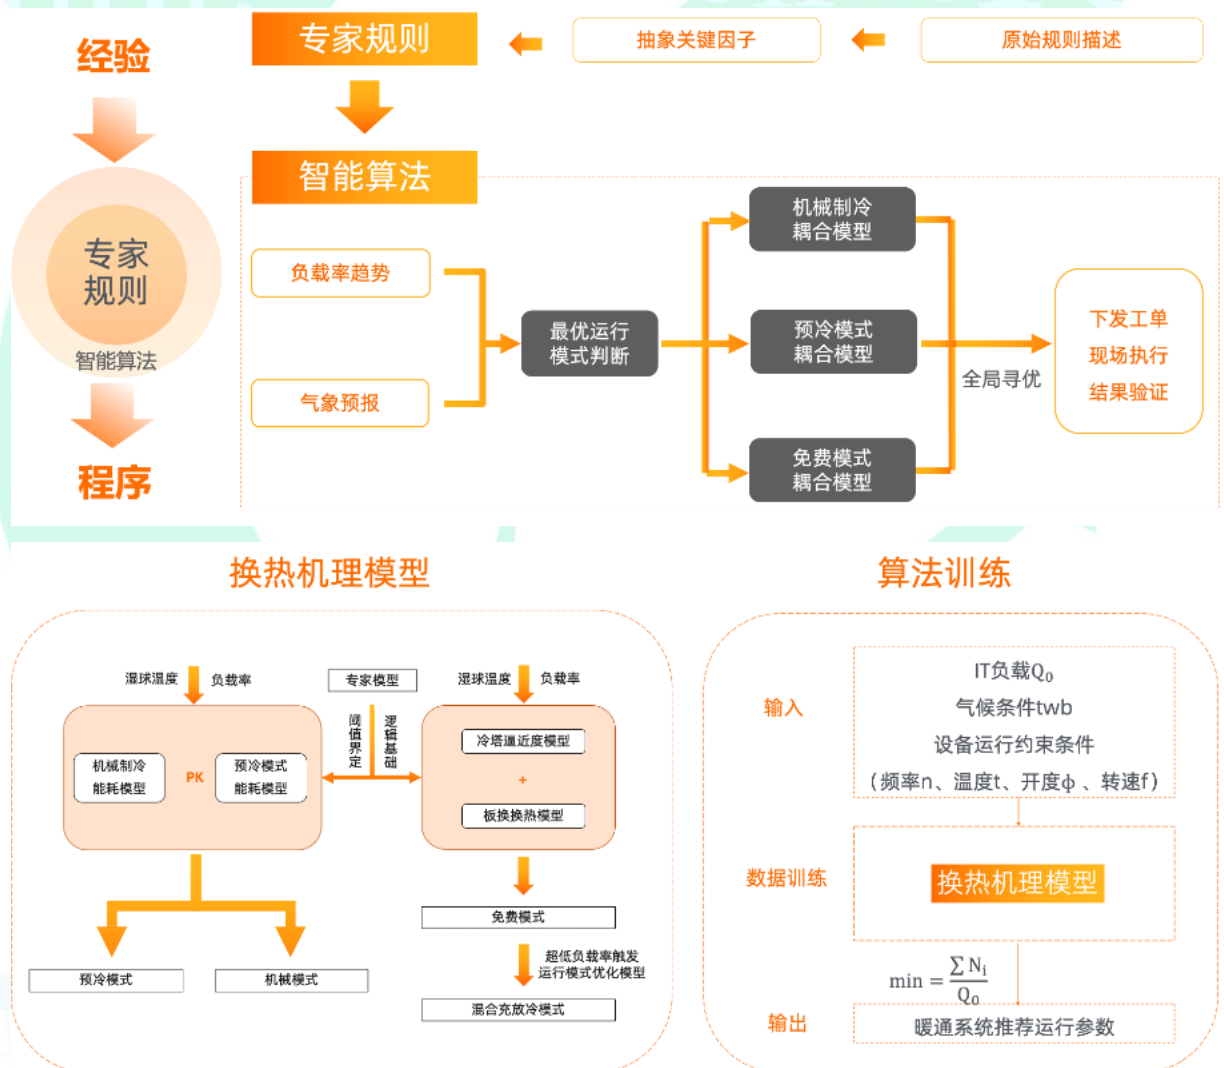 经验
专家规则
抽象关键因子
原始规则描述
智能算法
专家
规则
智能算法
程序
负载率趋势
气象预报
最优运行
模式判断
机械制冷
耦合模型
预冷模式
耦合模型
免费模式
耦合模型
全局寻优
下发工单
现场执行
结果验证
换热机理模型
湿球温度
负载率
专家模型
湿球温度
负载率
阈值界定
逻辑基础
机械制冷
能耗模型
PK
预冷模式
能耗模型
冷塔逼近度模型
+
板换换热模型
免费模式
超低负载率触发
运行模式优化模型
混合充放冷模式
预冷模式
机械模式
算法训练
输入
IT负载Q₀
气候条件twb
设备运行约束条件
（频率n、温度t、开度ф 、转速f）
数据训练
换热机理模型
min = ∑ Nᵢ / Q₀
输出
暖通系统推荐运行参数